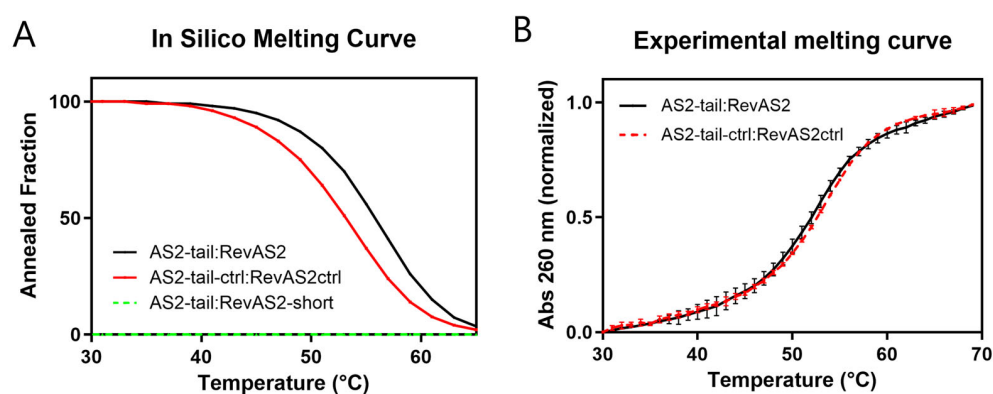 A
In Silico Melting Curve
Annealed Fraction
100
50
0
AS2-tail:RevAS2
AS2-tail-ctrl:RevAS2ctrl
AS2-tail:RevAS2-short
30 40 50 60
Temperature (°C)
B
Experimental melting curve
Abs 260 nm (normalized)
1.0
0.5
0.0
AS2-tail:RevAS2
AS2-tail-ctrl:RevAS2ctrl
30 40 50 60 70
Temperature (°C)